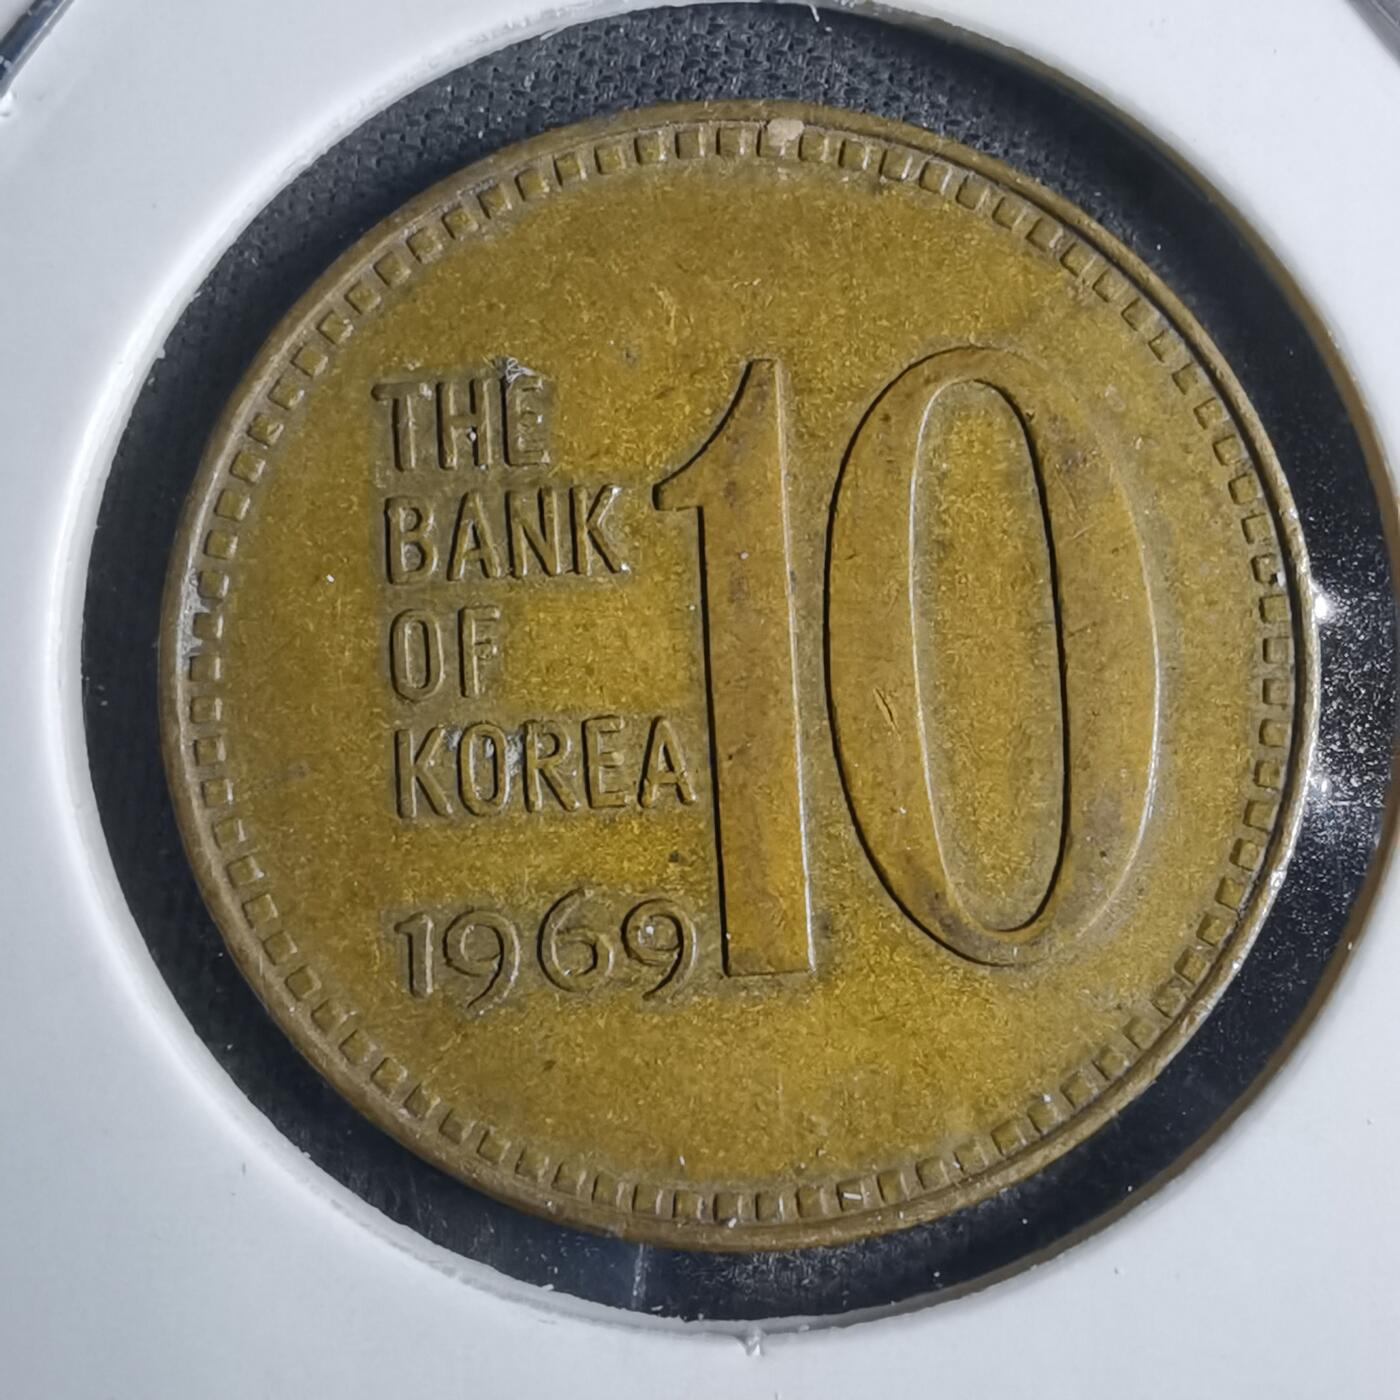 THE
BANK
OF
KOREA
1969
10